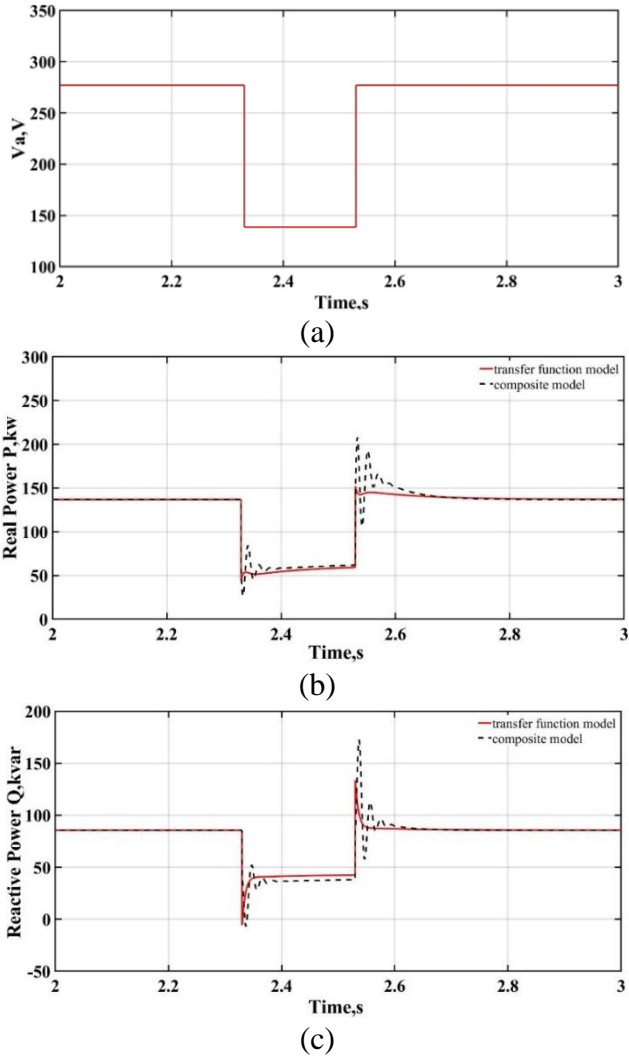 350
300
250
200
150
100
Va,V
2
2.2
2.4
2.6
2.8
3
Time,s
(a)
300
250
200
150
100
50
0
Real Power P,kw
transfer function model
composite model
2
2.2
2.4
2.6
2.8
3
Time,s
(b)
200
150
100
50
0
-50
Reactive Power Q,kvar
transfer function model
composite model
2
2.2
2.4
2.6
2.8
3
Time,s
(c)